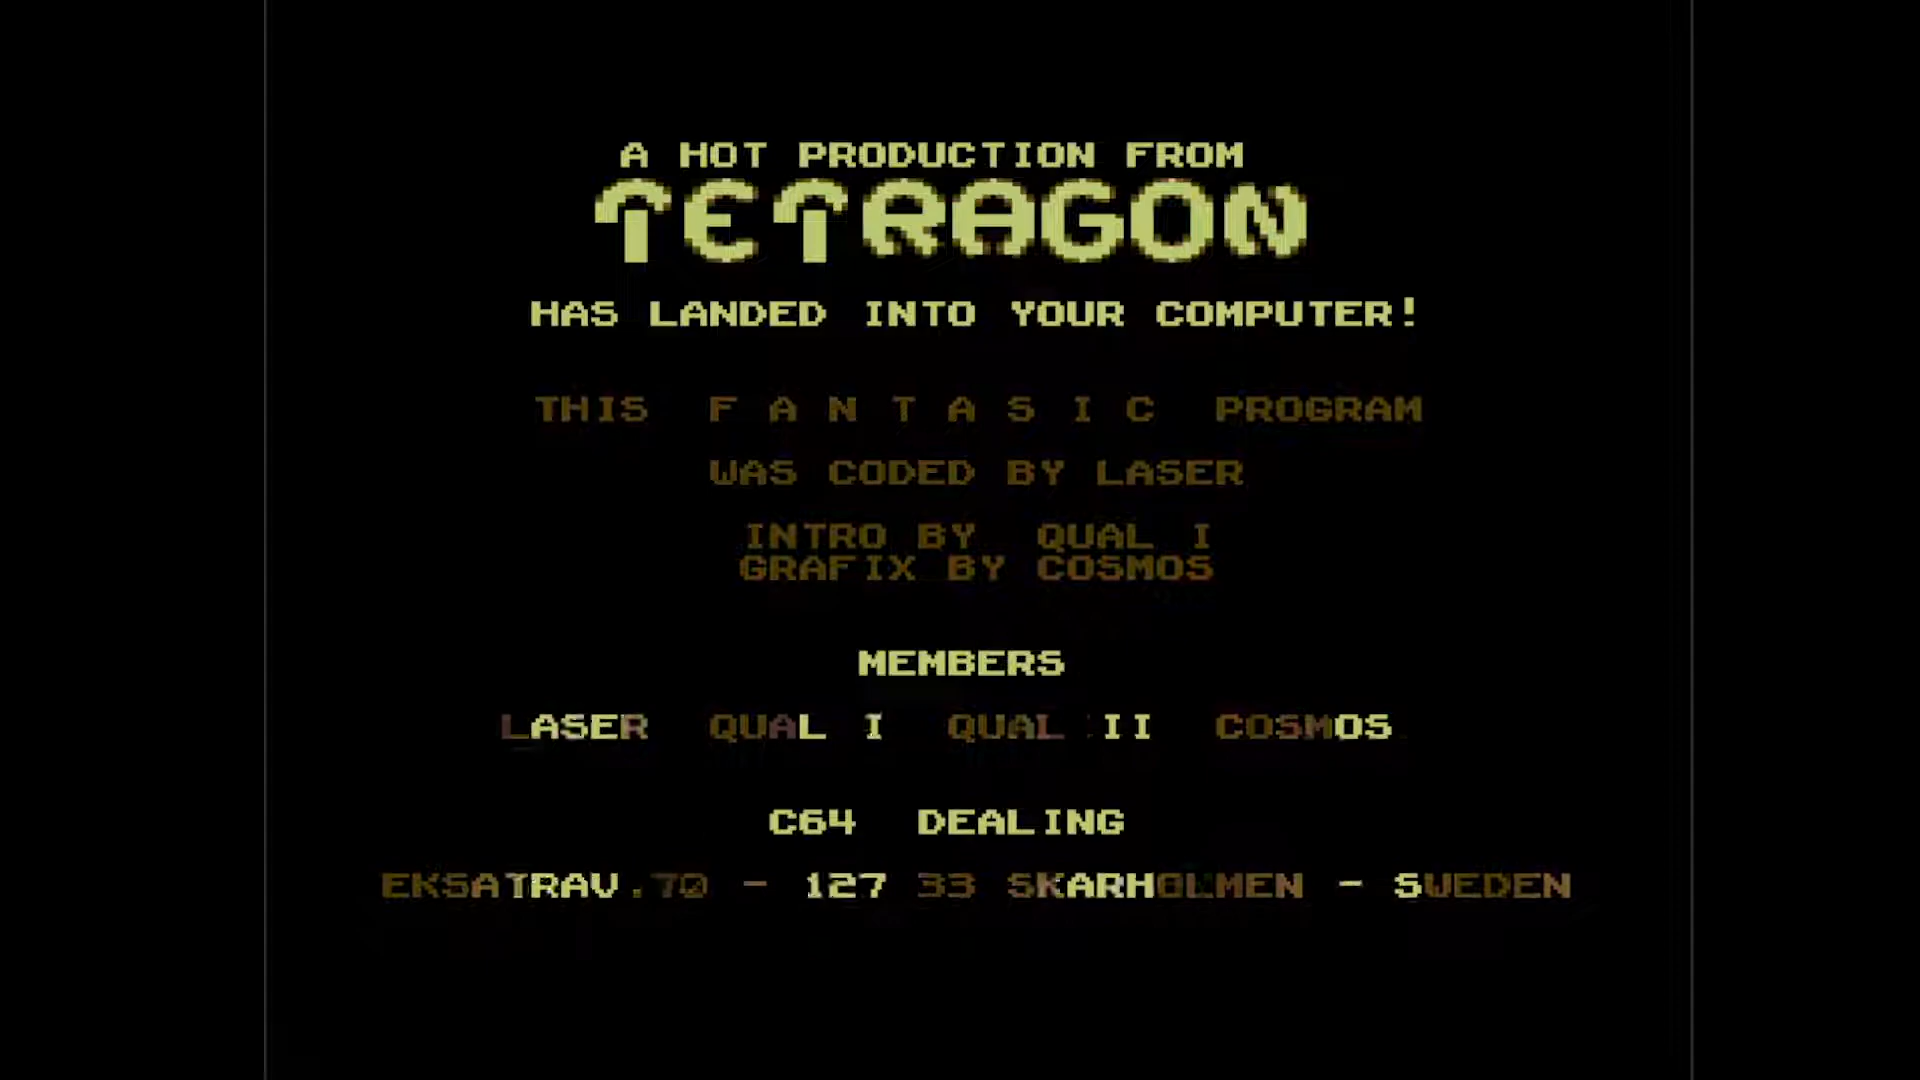 A HOT PRODUCTION FROM
TETRAGON
HAS LANDED INTO YOUR COMPUTER!
THIS F A N T A S I C PROGRAM
WAS CODED BY LASER
INTRO BY QUAL I
GRAFIX BY COSMOS
MEMBERS
LASER QUAL I QUAL II COSMOS
C64 DEALING
EKSATRAV.70 - 127 33 SKARHOLMEN - SWEDEN